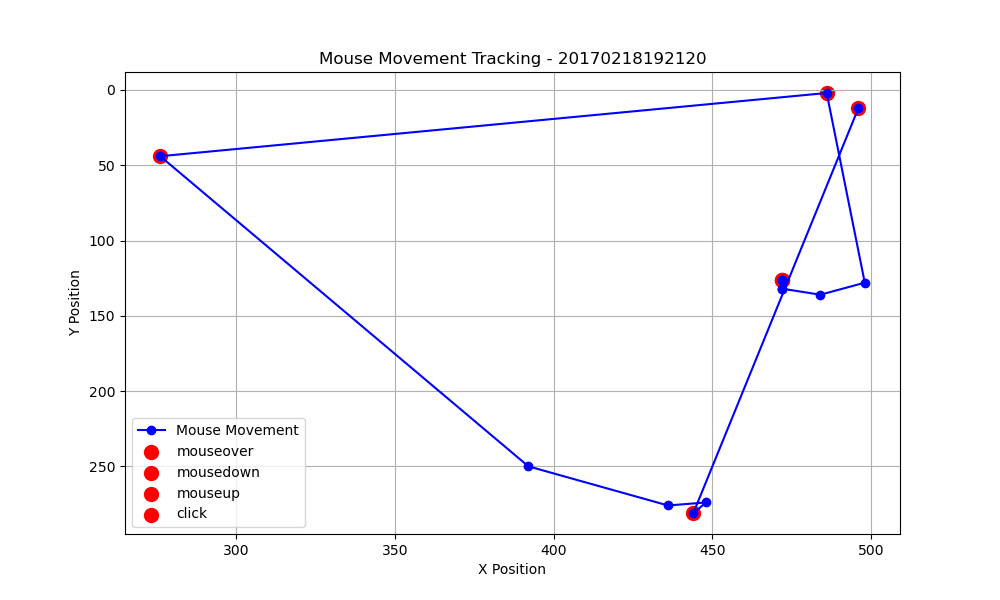 Mouse Movement Tracking - 20170218192120
0
50
100
150
200
250
Y Position
Mouse Movement
mouseover
mousedown
mouseup
click
300
350
400
450
500
X Position